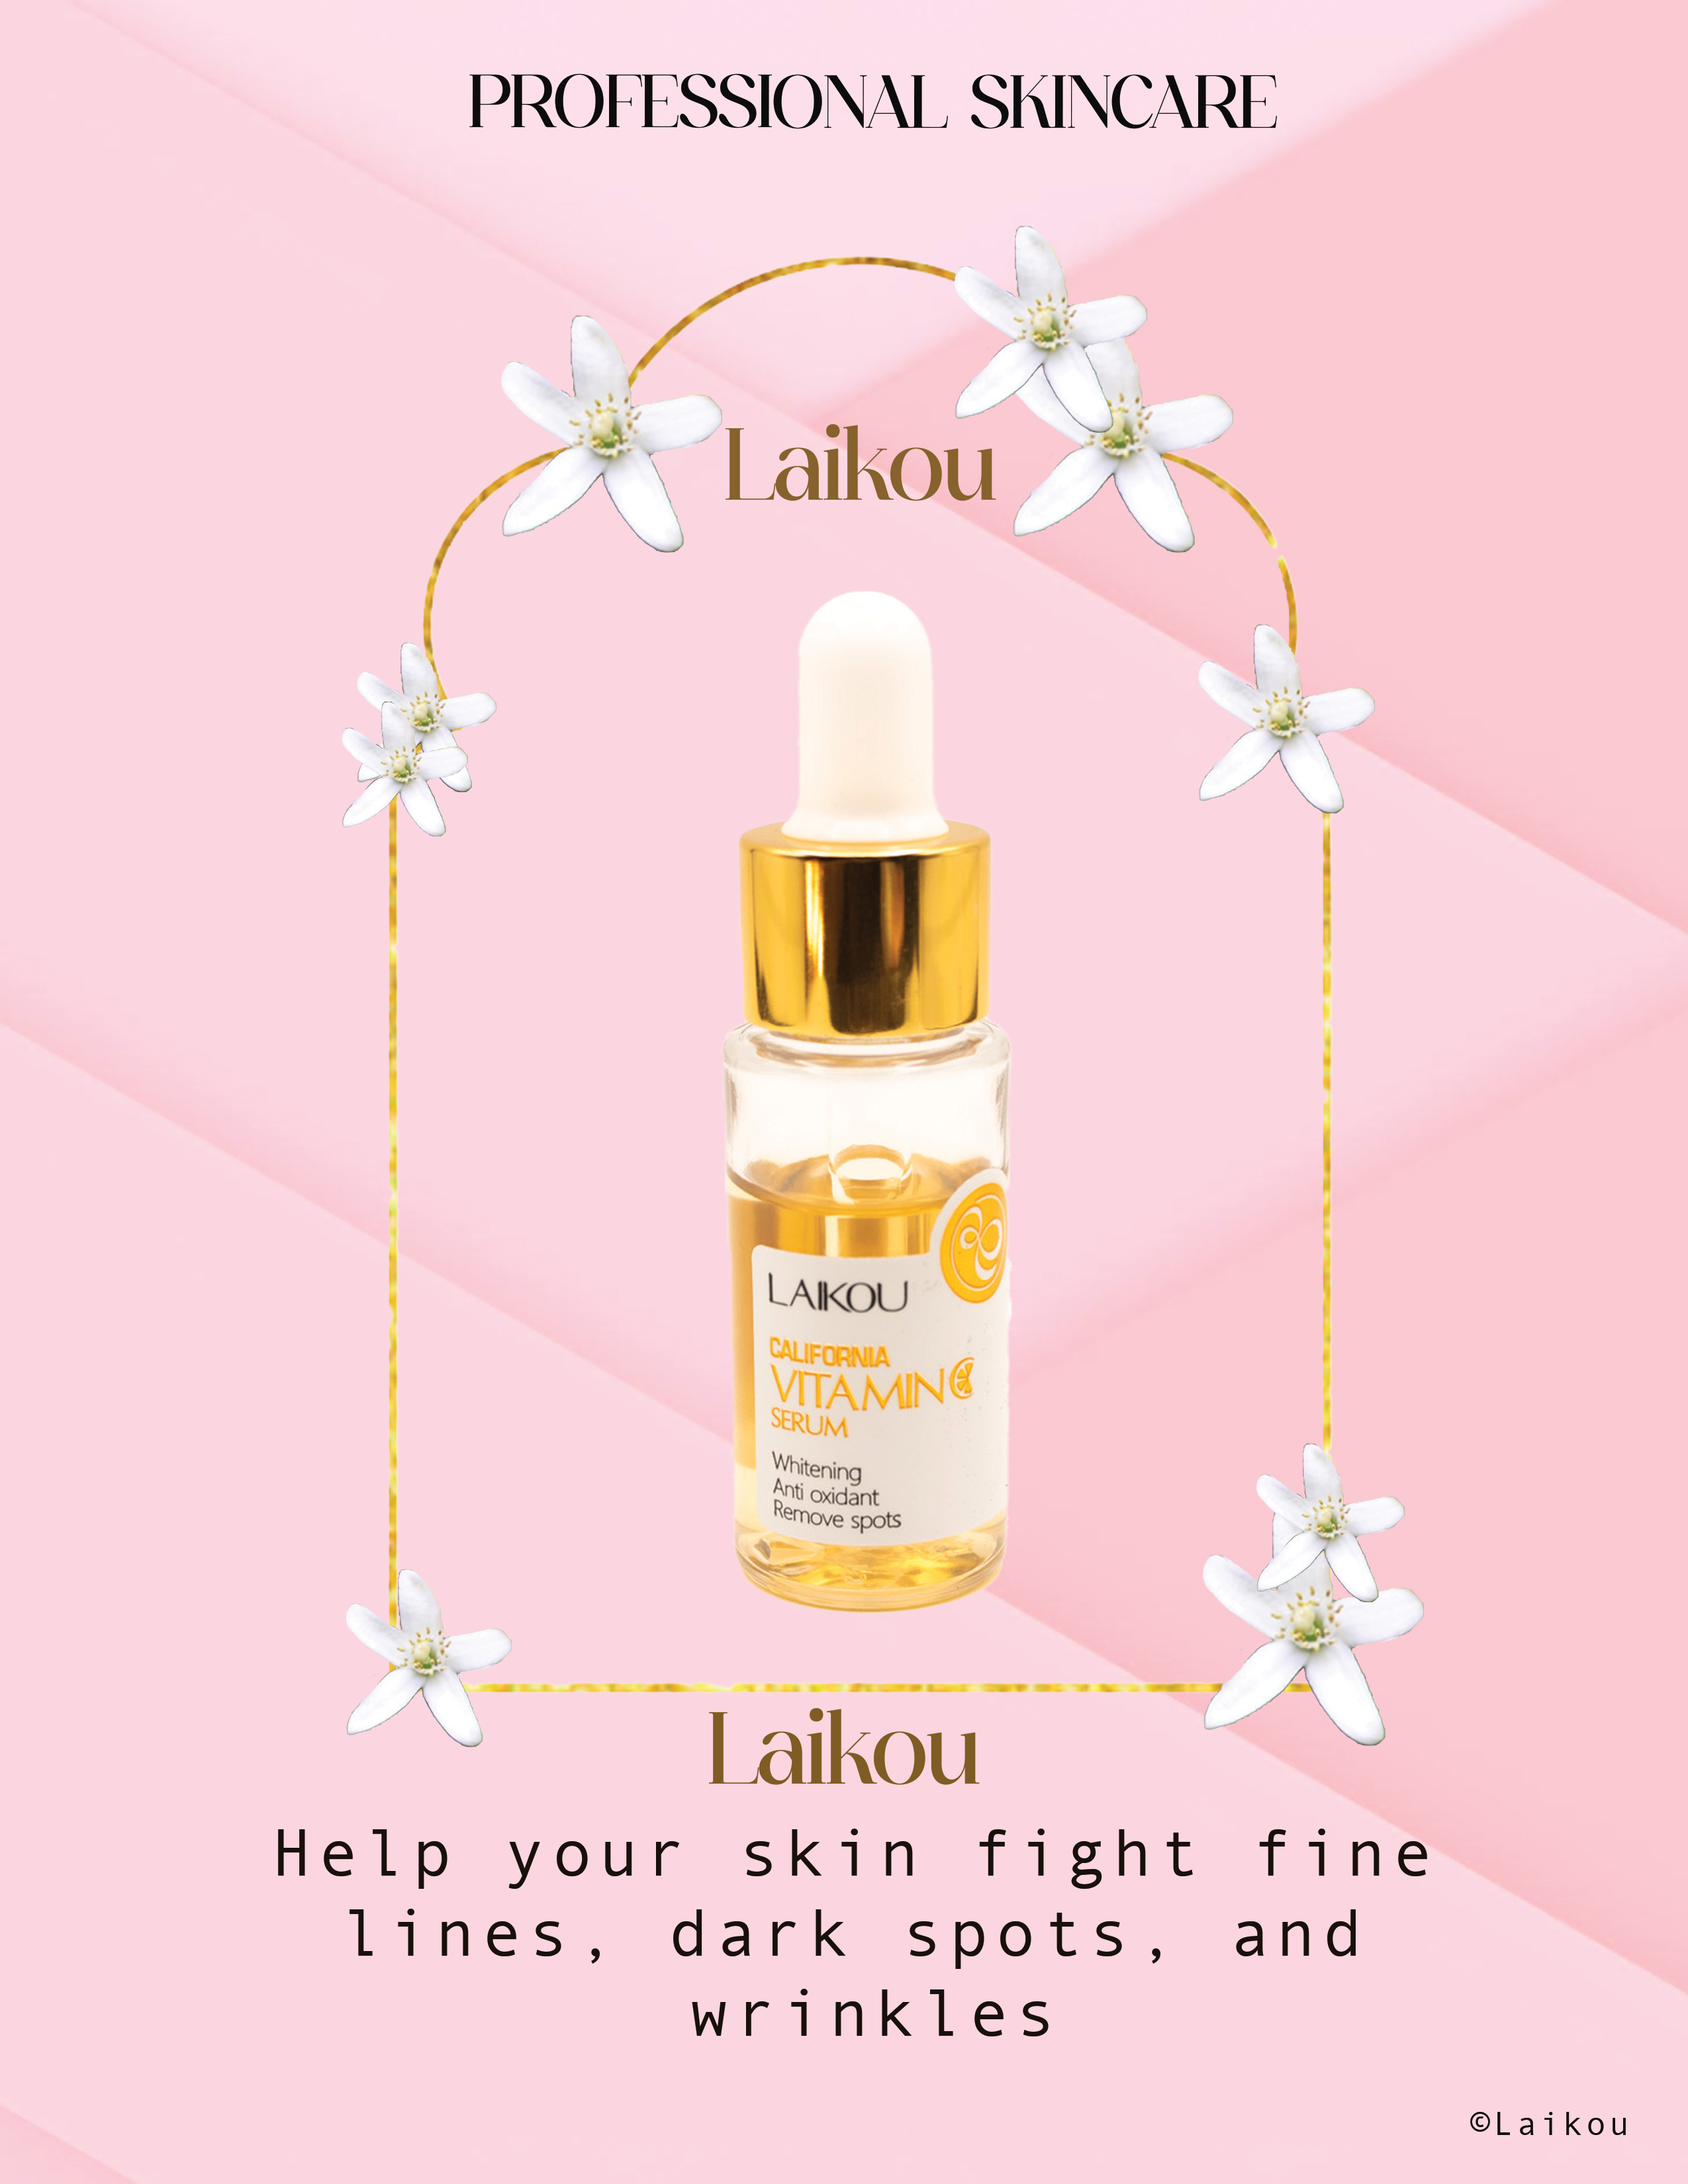 PROFESSIONAL SKINCARE
Laikou
LAIKOU
CALIFORNIA
VITAMIN C
SERUM
Whitening
Anti oxidant
Remove spots
Laikou
Help your skin fight fine
lines, dark spots, and
wrinkles
©Laikou